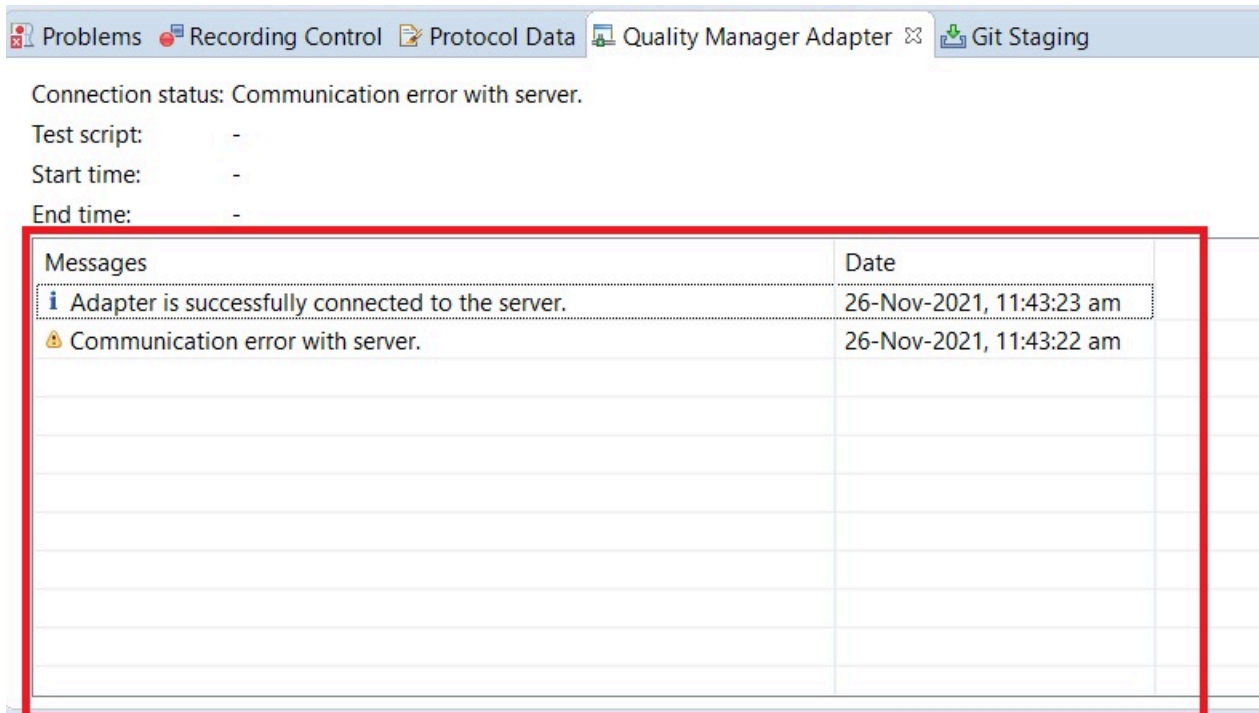 Problems Recording Control Protocol Data Quality Manager Adapter Git Staging
Connection status: Communication error with server.
Test script: -
Start time: -
End time: -
Messages Date
Adapter is successfully connected to the server. 26-Nov-2021, 11:43:23 am
Communication error with server. 26-Nov-2021, 11:43:22 am